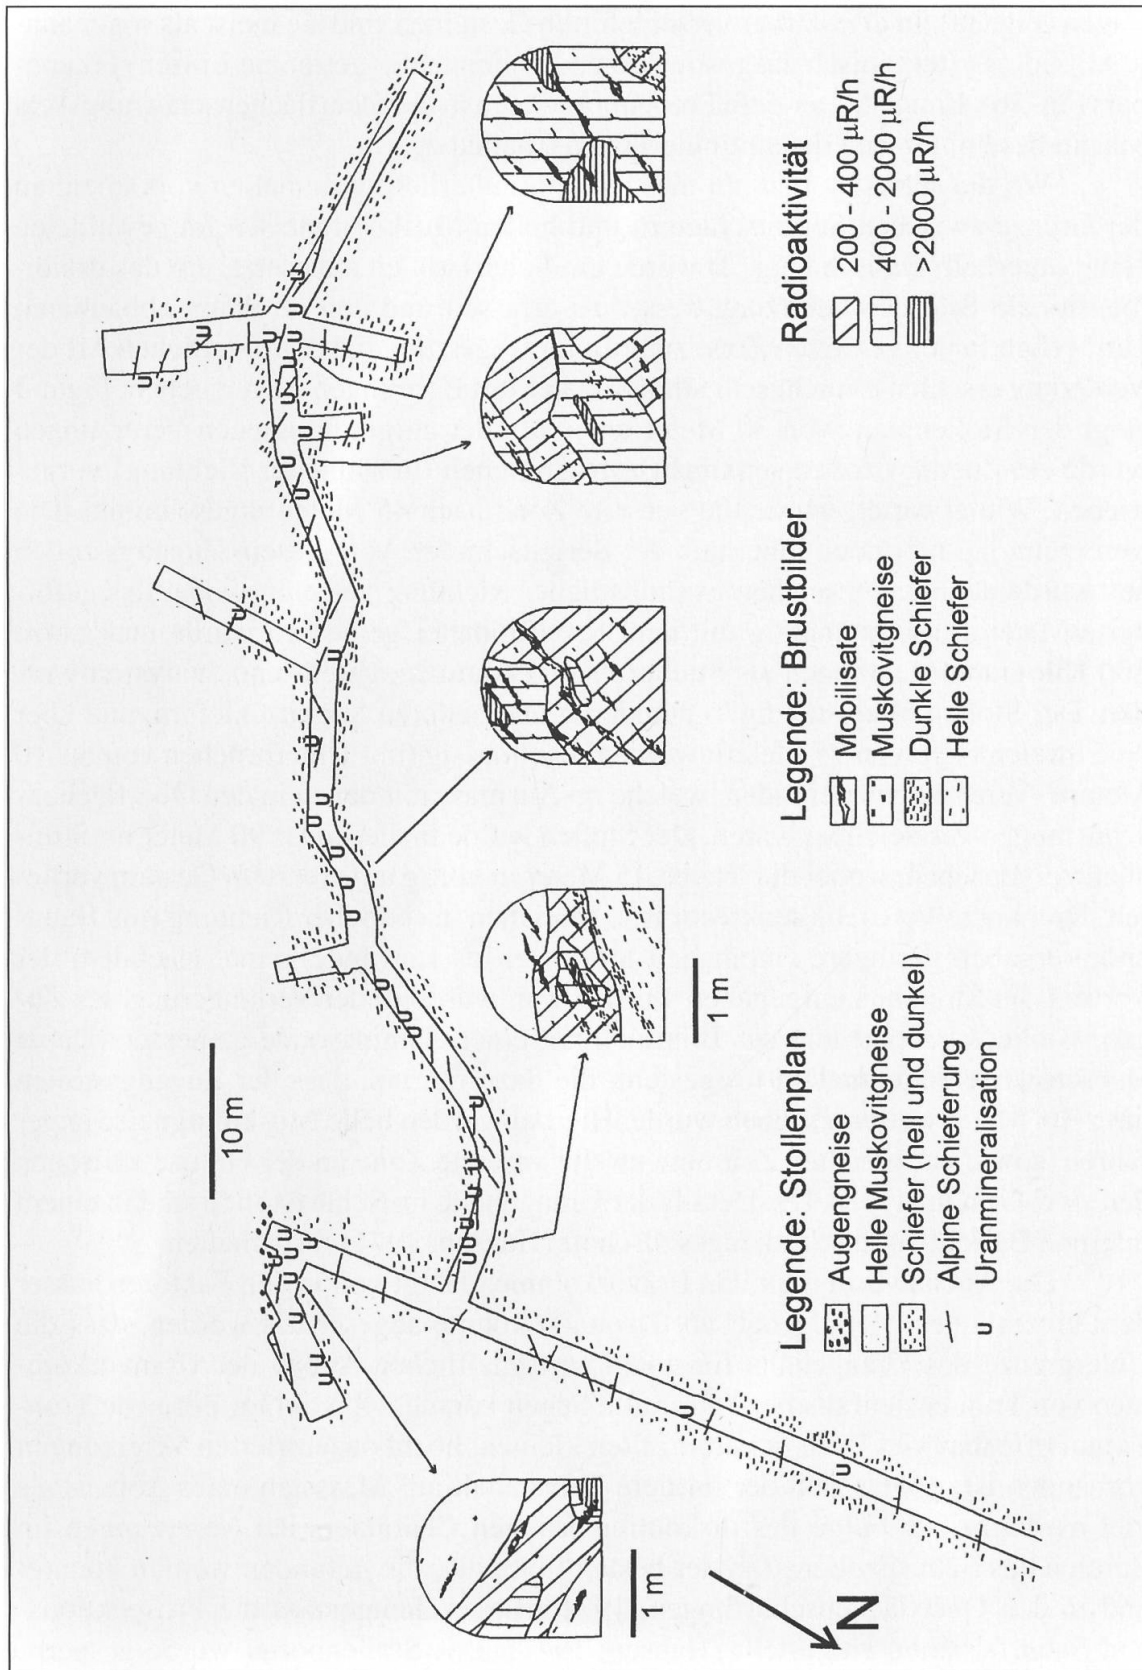 10 m
1 m
1 m
N
Legende Stollenplan
Augengneise
Helle Muskovitgneise
Schiefer (hell und dunkel)
Alpine Schieferung
U Uranmineralisation
Legende Brustbilder
Mobilisate
Muskovitgneise
Dunkle Schiefer
Helle Schiefer
Radioaktivität
200 - 400 µR/h
400 - 2000 µR/h
> 2000 µR/h